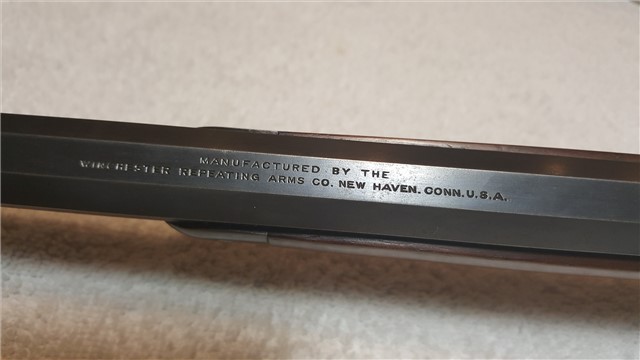 MANUFACTURED BY THE
WINCHESTER REPEATING ARMS CO. NEW HAVEN. CONN. U.S.A.